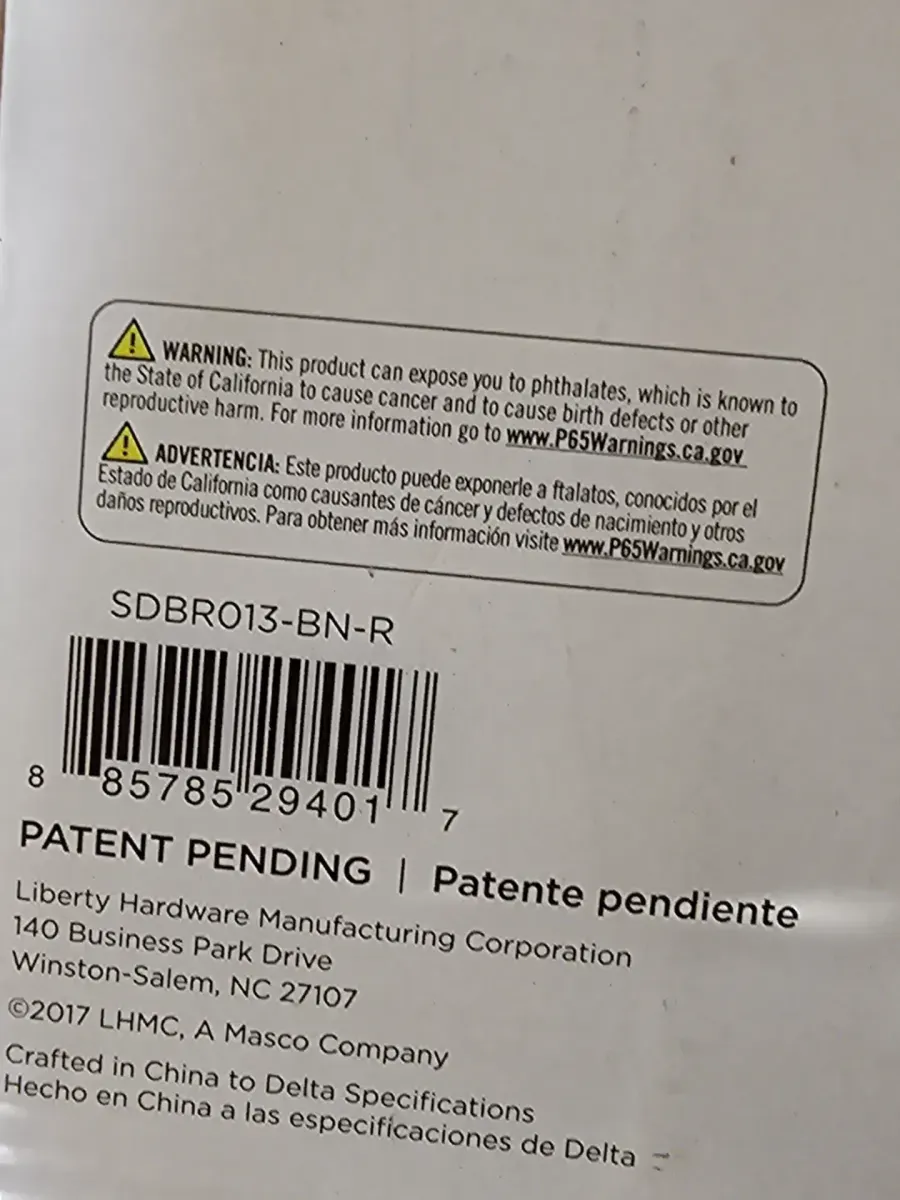 WARNING: This product can expose you to phthalates, which is known to
the State of California to cause cancer and to cause birth defects or other
reproductive harm. For more information go to www.P65Warnings.ca.gov
ADVERTENCIA: Este producto puede exponerle a ftalatos, conocidos por el
Estado de California como causantes de cáncer y defectos de nacimiento y otros
daños reproductivos. Para obtener más información visite www.P65Warnings.ca.gov
SDBR013-BN-R
8 85785 29401 7
PATENT PENDING | Patente pendiente
Liberty Hardware Manufacturing Corporation
140 Business Park Drive
Winston-Salem, NC 27107
©2017 LHMC, A Masco Company
Crafted in China to Delta Specifications
Hecho en China a las especificaciones de Delta